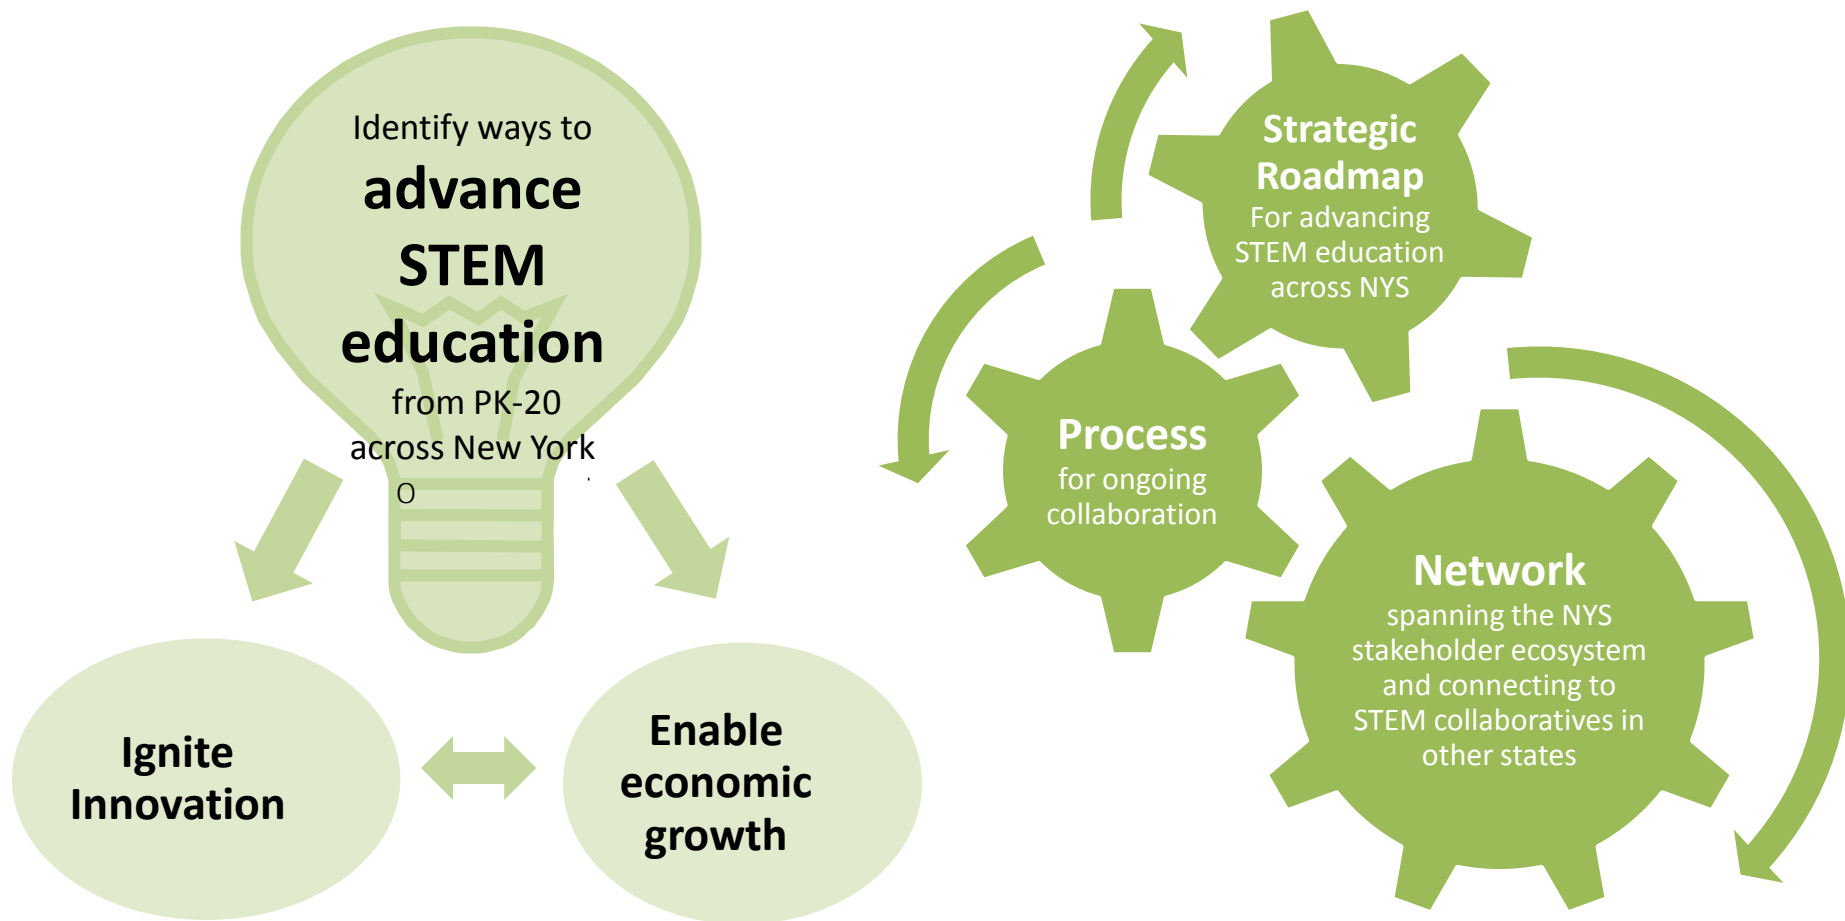 Identify ways to
advance
STEM
education
from PK-20
across New York
O
Ignite
Innovation
Enable
economic
growth
Strategic
Roadmap
For advancing
STEM education
across NYS
Process
for ongoing
collaboration
Network
spanning the NYS
stakeholder ecosystem
and connecting to
STEM collaboratives in
other states